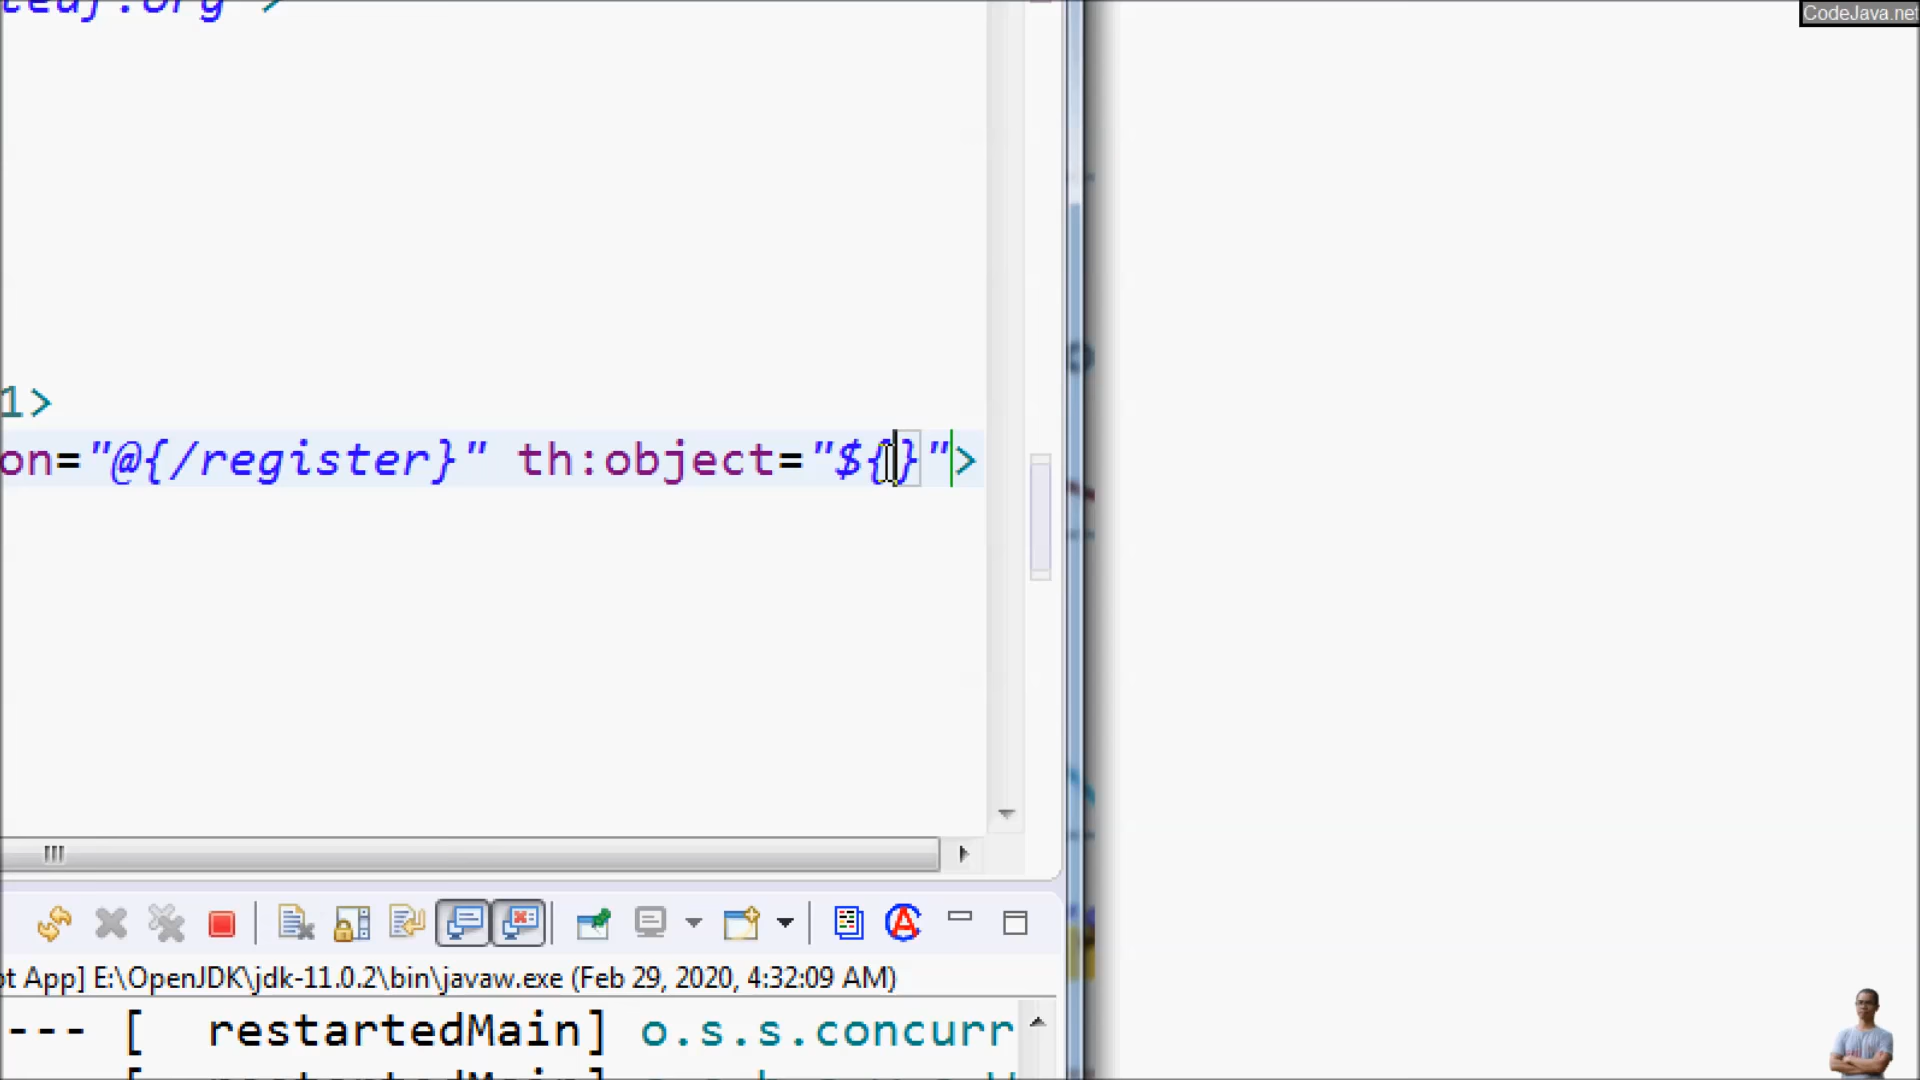 CodeJava.net
1>
on="@{/register}" th:object="${}">
ot App] E:\OpenJDK\jdk-11.0.2\bin\javaw.exe (Feb 29, 2020, 4:32:09 AM)
--- [  restartedMain] o.s.s.concurr